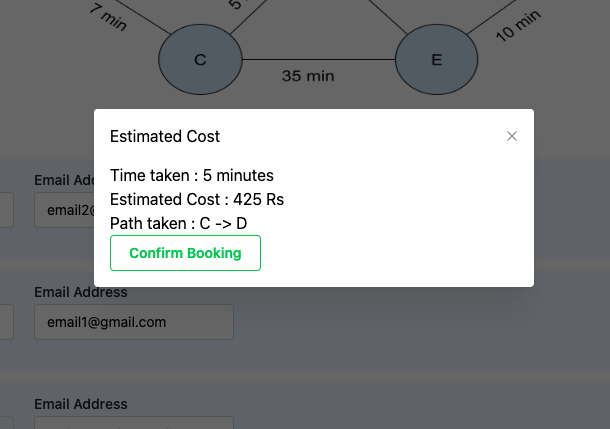 7 min
5
10 min
C
E
35 min
Estimated Cost
Time taken : 5 minutes
Estimated Cost : 425 Rs
Path taken : C -> D
Confirm Booking
Email
email2@
Email Address
email1@gmail.com
Email Address